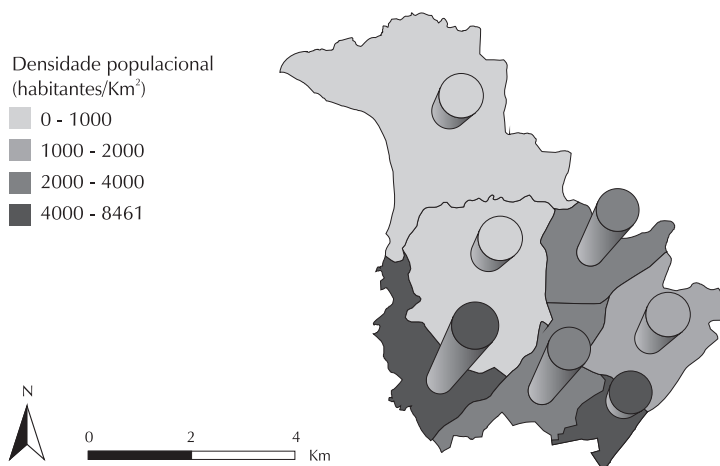 Densidade populacional
(habitantes/Km²)
0 - 1000
1000 - 2000
2000 - 4000
4000 - 8461
N
0 2 4
Km